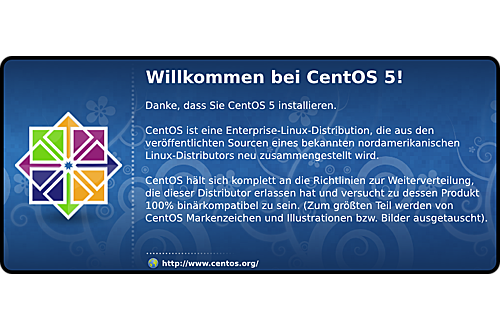 Willkommen bei CentOS 5!
Danke, dass Sie CentOS 5 installieren.
CentOS ist eine Enterprise-Linux-Distribution, die aus den
veröffentlichten Sourcen eines bekannten nordamerikanischen
Linux-Distributors neu zusammengestellt wird.
CentOS hält sich komplett an die Richtlinien zur Weiterverteilung,
die dieser Distributor erlassen hat und versucht zu dessen Produkt
100% binärkompatibel zu sein. (Zum größten Teil werden von
CentOS Markenzeichen und Illustrationen bzw. Bilder ausgetauscht).
http://www.centos.org/